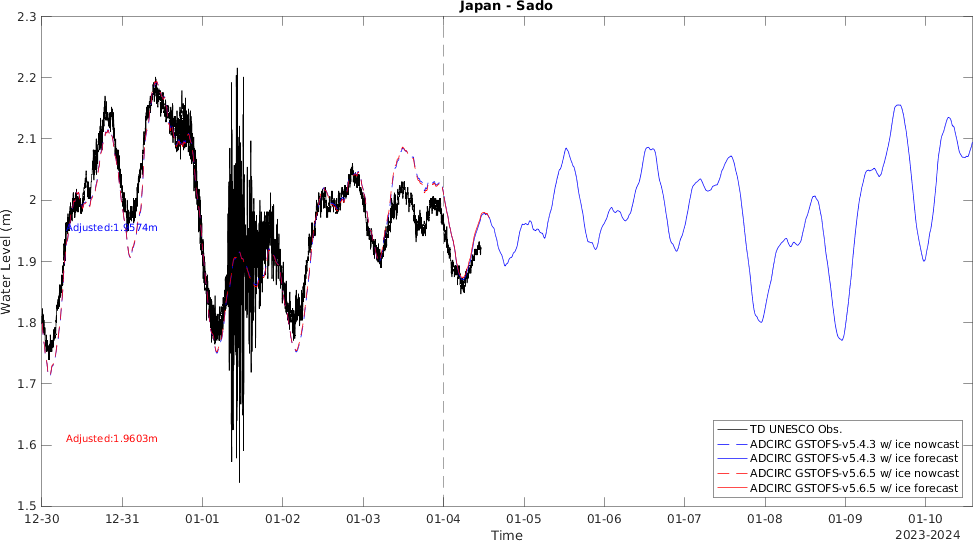 Japan - Sado
Water Level (m)
2.3
2.2
2.1
2
1.9
1.8
1.7
1.6
1.5
Adjusted:1.9574m
Adjusted:1.9603m
TD UNESCO Obs.
ADCIRC GSTOFS-v5.4.3 w/ ice nowcast
ADCIRC GSTOFS-v5.4.3 w/ ice forecast
ADCIRC GSTOFS-v5.6.5 w/ ice nowcast
ADCIRC GSTOFS-v5.6.5 w/ ice forecast
12-30 12-31 01-01 01-02 01-03 01-04 01-05 01-06 01-07 01-08 01-09 01-10
Time
2023-2024